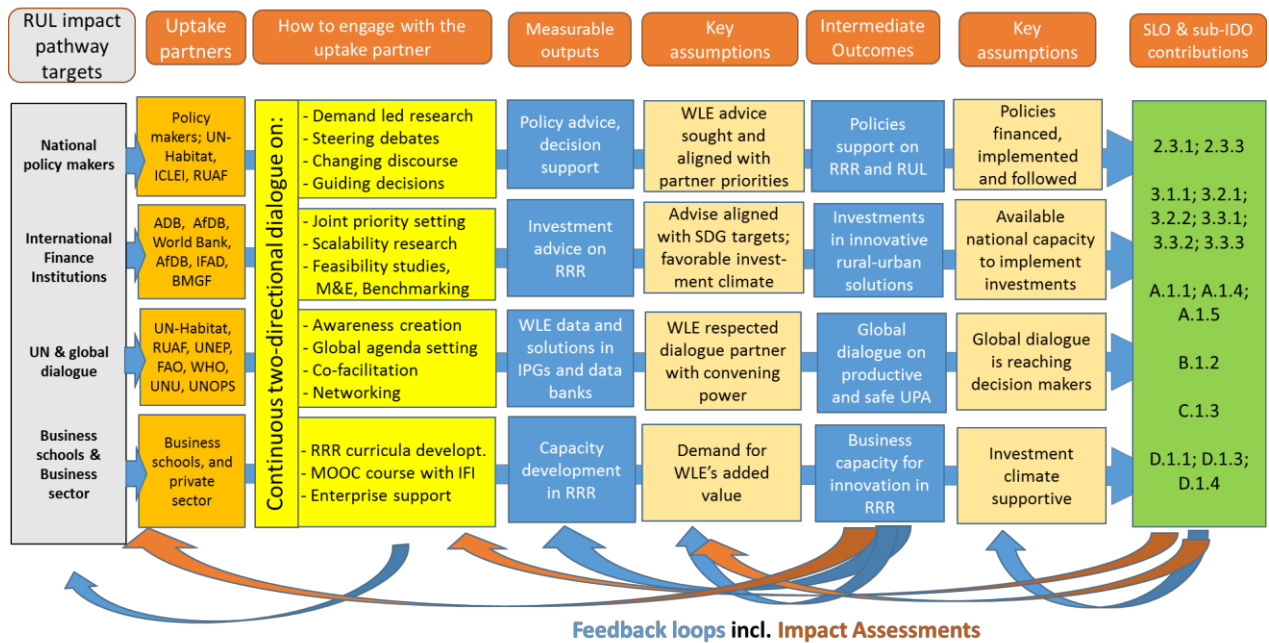 RUL impact
pathway
targets
Uptake
partners
How to engage with the
uptake partner
Measurable
outputs
Key
assumptions
Intermediate
Outcomes
Key
assumptions
SLO & sub-IDO
contributions
National
policy makers
Policy
makers; UN-
Habitat,
ICLEI, RUAF
Continuous two-directional dialogue on:
- Demand led research
- Steering debates
- Changing discourse
- Guiding decisions
Policy advice,
decision
support
WLE advice
sought and
aligned with
partner priorities
Policies
support on
RRR and RUL
Policies
financed,
implemented
and followed
International
Finance
Institutions
ADB, AfDB,
World Bank,
AfDB, IFAD,
BMGF
- Joint priority setting
- Scalability research
- Feasibility studies,
M&E, Benchmarking
Investment
advice on
RRR
Advise aligned
with SDG targets;
favorable invest-
ment climate
Investments
in innovative
rural-urban
solutions
Available
national capacity
to implement
investments
UN & global
dialogue
UN-Habitat,
RUAF, UNEP,
FAO, WHO,
UNU, UNOPS
- Awareness creation
- Global agenda setting
- Co-facilitation
- Networking
WLE data and
solutions in
IPGs and data
banks
WLE respected
dialogue partner
with convening
power
Global
dialogue on
productive
and safe UPA
Global dialogue
is reaching
decision makers
Business
schools &
Business
sector
Business
schools, and
private
sector
- RRR curricula developt.
- MOOC course with IFI
- Enterprise support
Capacity
development
in RRR
Demand for
WLE's added
value
Business
capacity for
innovation in
RRR
Investment
climate
supportive
2.3.1; 2.3.3
3.1.1; 3.2.1;
3.2.2; 3.3.1;
3.3.2; 3.3.3
A.1.1; A.1.4;
A.1.5
B.1.2
C.1.3
D.1.1; D.1.3;
D.1.4
Feedback loops incl. Impact Assessments